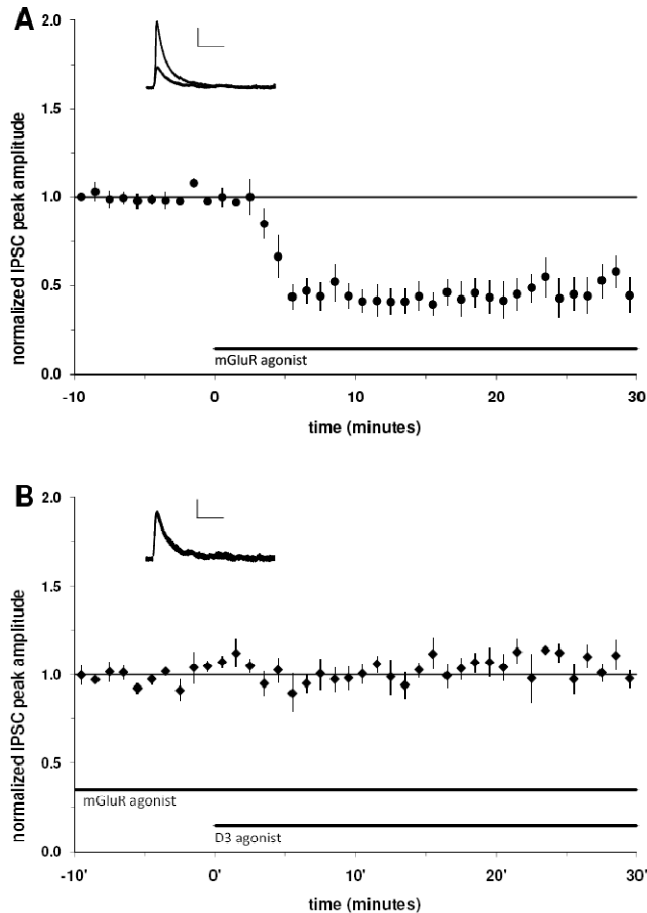 A
2.0
1.5
1.0
0.5
0.0
normalized IPSC peak amplitude
mGluR agonist
-10
0
10
20
30
time (minutes)
B
2.0
1.5
1.0
0.5
0.0
normalized IPSC peak amplitude
mGluR agonist
D3 agonist
-10'
0'
10'
20'
30'
time (minutes)